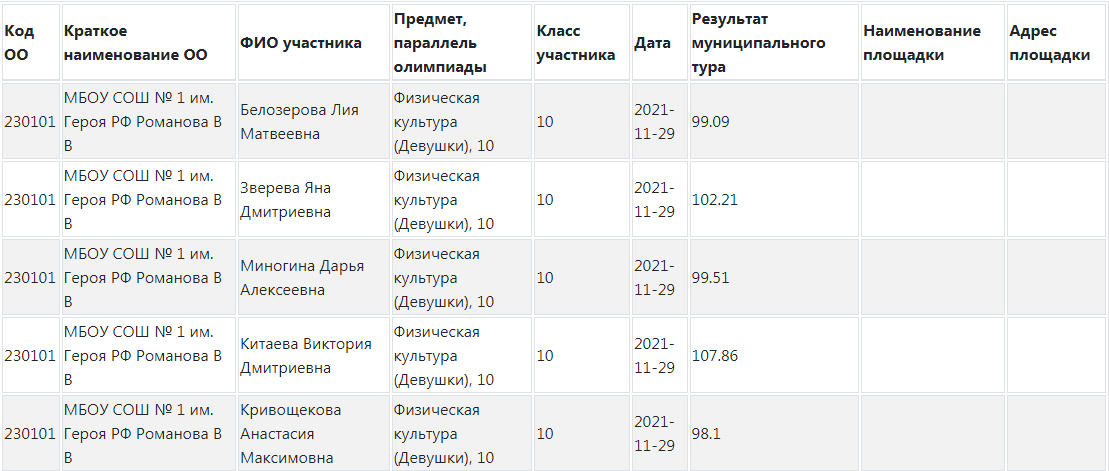 Код ОО
Краткое наименование ОО
ФИО участника
Предмет, параллель олимпиады
Класс участника
Дата
Результат муниципального тура
Наименование площадки
Адрес площадки
230101
МБОУ СОШ № 1 им.
Героя РФ Романова В
В
Белозерова Лия
Матвеевна
Физическая
культура
(Девушки), 10
10
2021-
11-29
99.09
230101
МБОУ СОШ № 1 им.
Героя РФ Романова В
В
Зверева Яна
Дмитриевна
Физическая
культура
(Девушки), 10
10
2021-
11-29
102.21
230101
МБОУ СОШ № 1 им.
Героя РФ Романова В
В
Миногина Дарья
Алексеевна
Физическая
культура
(Девушки), 10
10
2021-
11-29
99.51
230101
МБОУ СОШ № 1 им.
Героя РФ Романова В
В
Китаева Виктория
Дмитриевна
Физическая
культура
(Девушки), 10
10
2021-
11-29
107.86
230101
МБОУ СОШ № 1 им.
Героя РФ Романова В
В
Кривощекова
Анастасия
Максимовна
Физическая
культура
(Девушки), 10
10
2021-
11-29
98.1